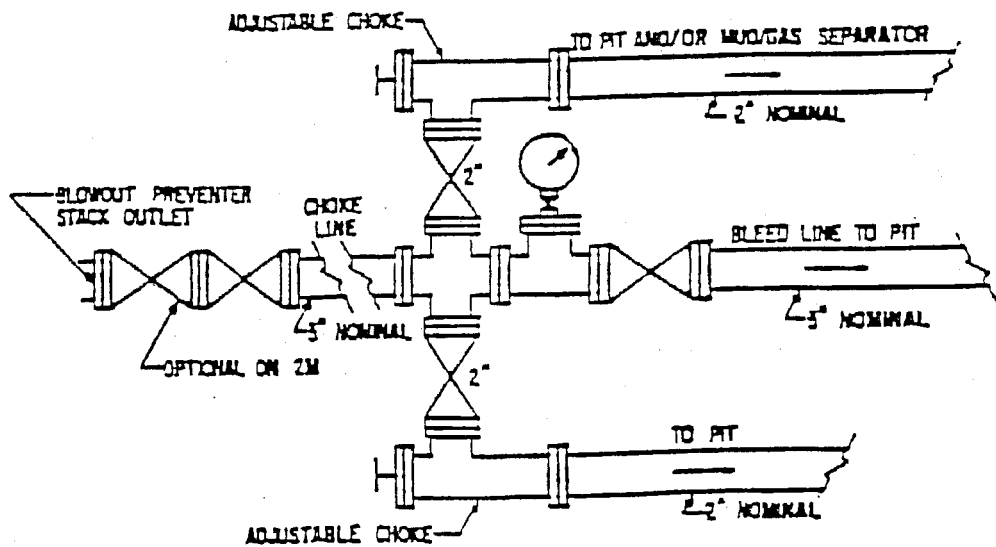 ADJUSTABLE CHOKE
TO PIT AND/OR MUD/GAS SEPARATOR
2" NOMINAL
2"
BLOWOUT PREVENTER
STACK OUTLET
CHOKE
LINE
BLEED LINE TO PIT
3" NOMINAL
3" NOMINAL
OPTIONAL ON 2M
2"
TO PIT
2" NOMINAL
ADJUSTABLE CHOKE